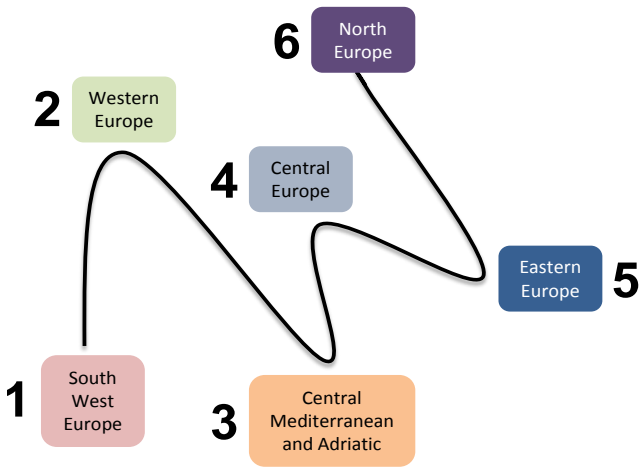 6
North
Europe
2
Western
Europe
4
Central
Europe
Eastern
Europe
5
1
South
West
Europe
3
Central
Mediterranean
and Adriatic